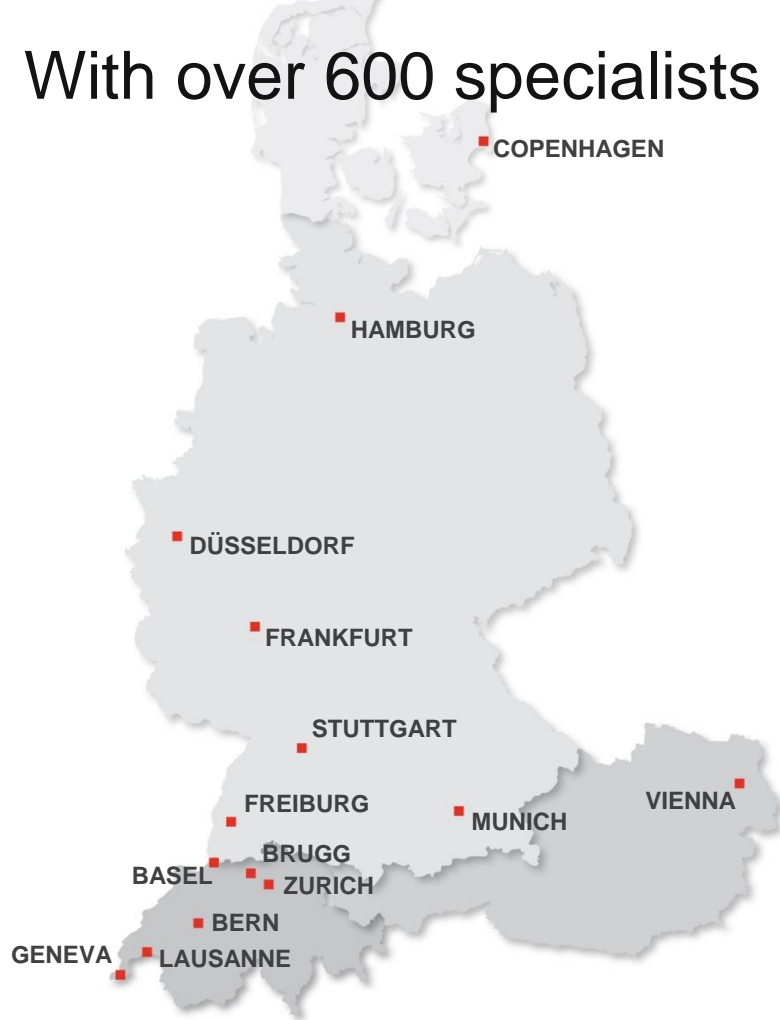 With over 600 specialists
COPENHAGEN
HAMBURG
DÜSSELDORF
FRANKFURT
STUTTGART
VIENNA
FREIBURG
MUNICH
BRUGG
BASEL
ZURICH
BERN
GENEVA
LAUSANNE